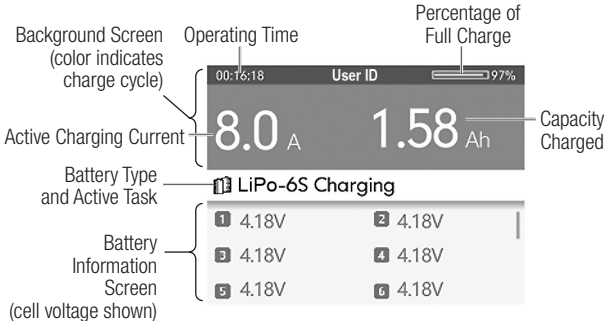 Percentage of
Full Charge
Background Screen
(color indicates
charge cycle)
Operating Time
00:16:18 User ID 97%
Active Charging Current
8.0 A 1.58 Ah
Capacity
Charged
Battery Type
and Active Task
LiPo-6S Charging
Battery
Information
Screen
(cell voltage shown)
1 4.18V 2 4.18V
3 4.18V 4 4.18V
5 4.18V 6 4.18V